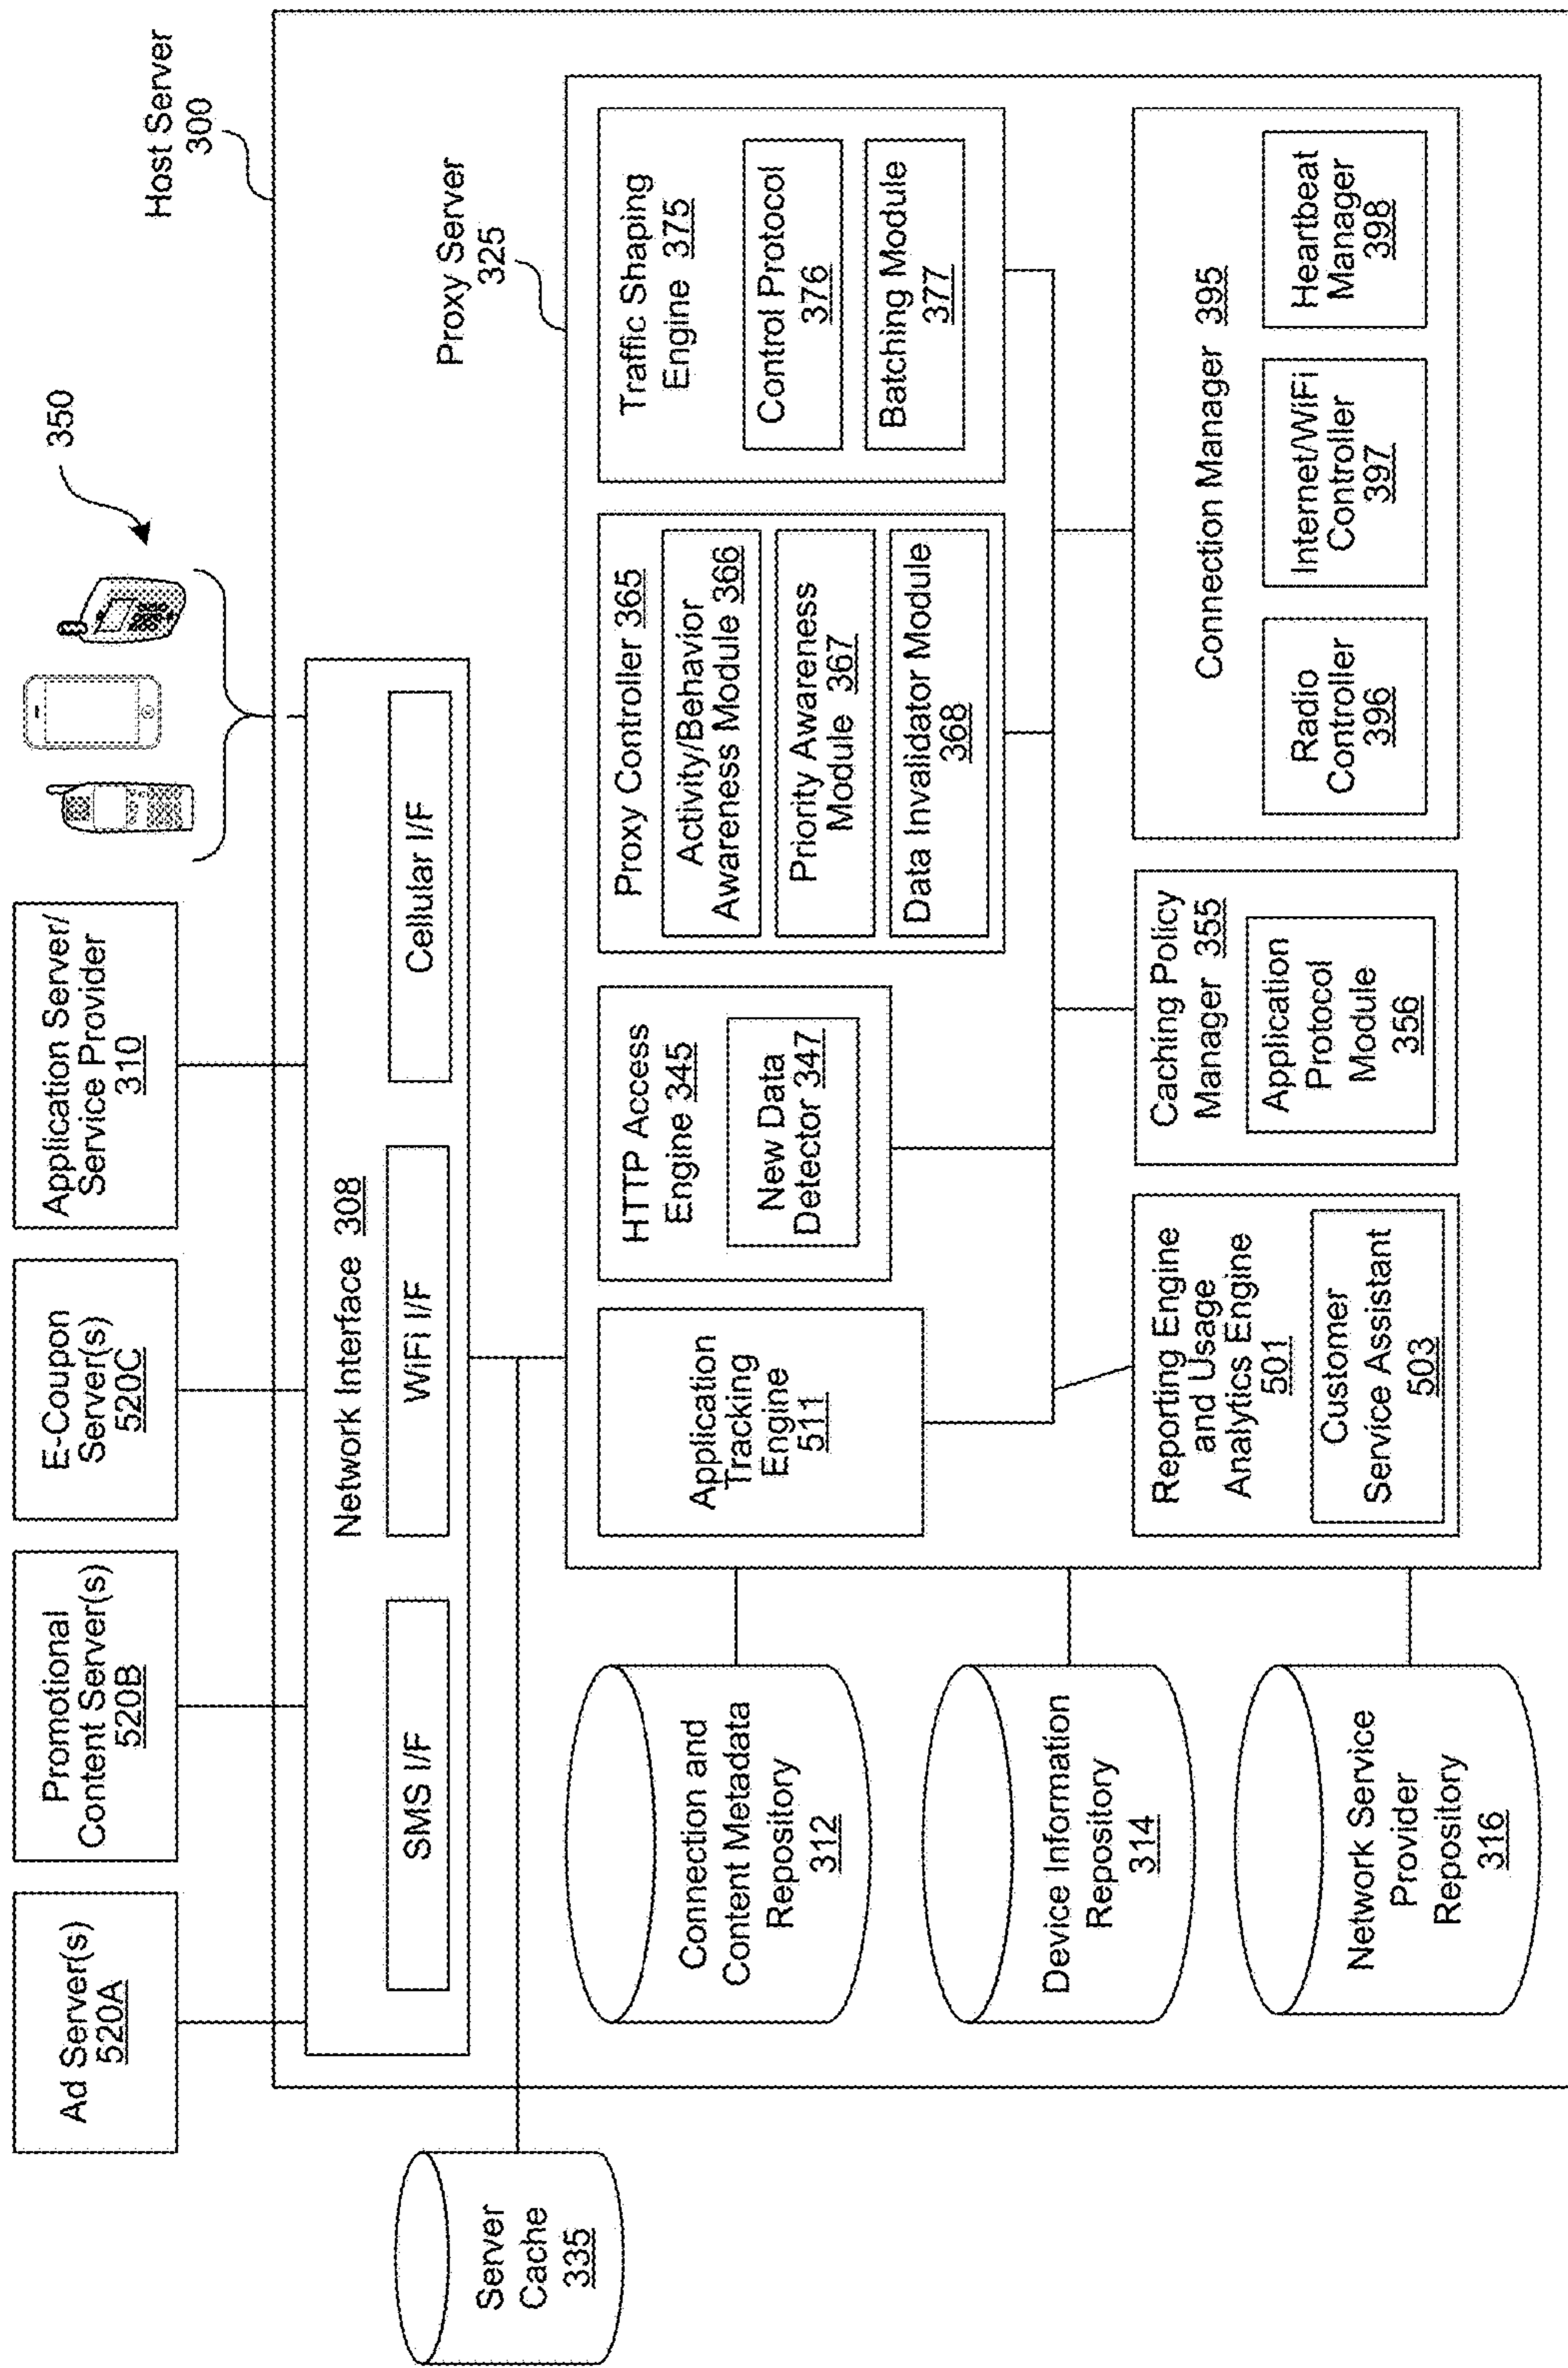 Ad Server(s)
520A
Promotional
Content Server(s)
520B
E-Coupon
Server(s)
520C
Application Server/
Service Provider
310
350
Host Server
300
Network Interface 308
SMS I/F
WiFi I/F
Cellular I/F
Server
Cache
335
Proxy Server
325
Connection and
Content Metadata
Repository
312
Device Information
Repository
314
Network Service
Provider
Repository
316
Application
Tracking
Engine
511
HTTP Access
Engine 345
New Data
Detector 347
Proxy Controller 365
Activity/Behavior
Awareness Module 366
Priority Awareness
Module 367
Data Invalidator Module
368
Traffic Shaping
Engine 375
Control Protocol
376
Batching Module
377
Reporting Engine
and Usage
Analytics Engine
501
Customer
Service Assistant
503
Caching Policy
Manager 355
Application
Protocol
Module
356
Connection Manager 395
Radio
Controller
396
Internet/WiFi
Controller
397
Heartbeat
Manager
398